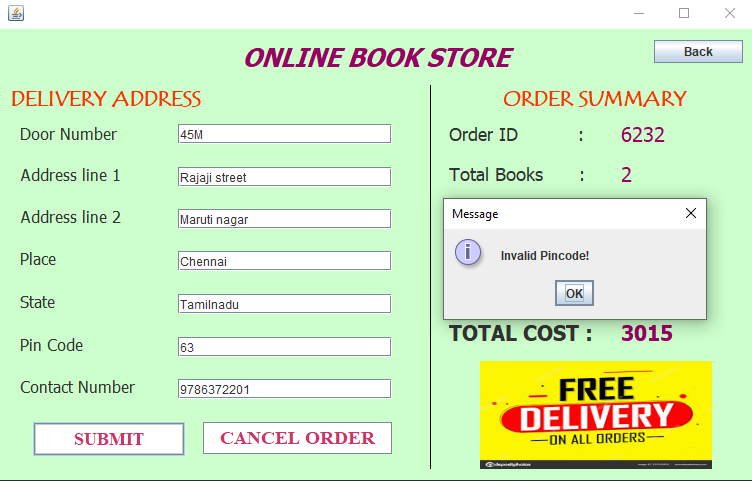 ONLINE BOOK STORE
Back
DELIVERY ADDRESS
Door Number 45M
Address line 1 Rajaji street
Address line 2 Maruti nagar
Place Chennai
State Tamilnadu
Pin Code 63
Contact Number 9786372201
SUBMIT CANCEL ORDER
ORDER SUMMARY
Order ID : 6232
Total Books : 2
Message
Invalid Pincode!
OK
TOTAL COST : 3015
FREE
DELIVERY
ON ALL ORDERS
depositphotos